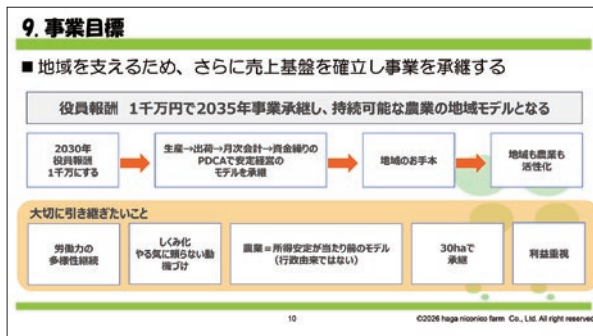 9. 事業目標
■ 地域を支えるため、さらに売上基盤を確立し事業を承継する
役員報酬 1千万円で2035年事業承継し、持続可能な農業の地域モデルとなる
2030年
役員報酬
1千万にする
生産→出荷→月次会計→資金繰りの
PDCAで安定経営の
モデルを承継
地域のお手本
地域も農業も
活性化
大切に引き継ぎたいこと
労働力の
多様性継続
しくみ化
やる気に頼らない動
機づけ
農業＝所得安定が当たり前のモデル
（行政由来ではない）
30haで
承継
利益重視
10
©2026 haga niconico farm Co., Ltd. All right reserved